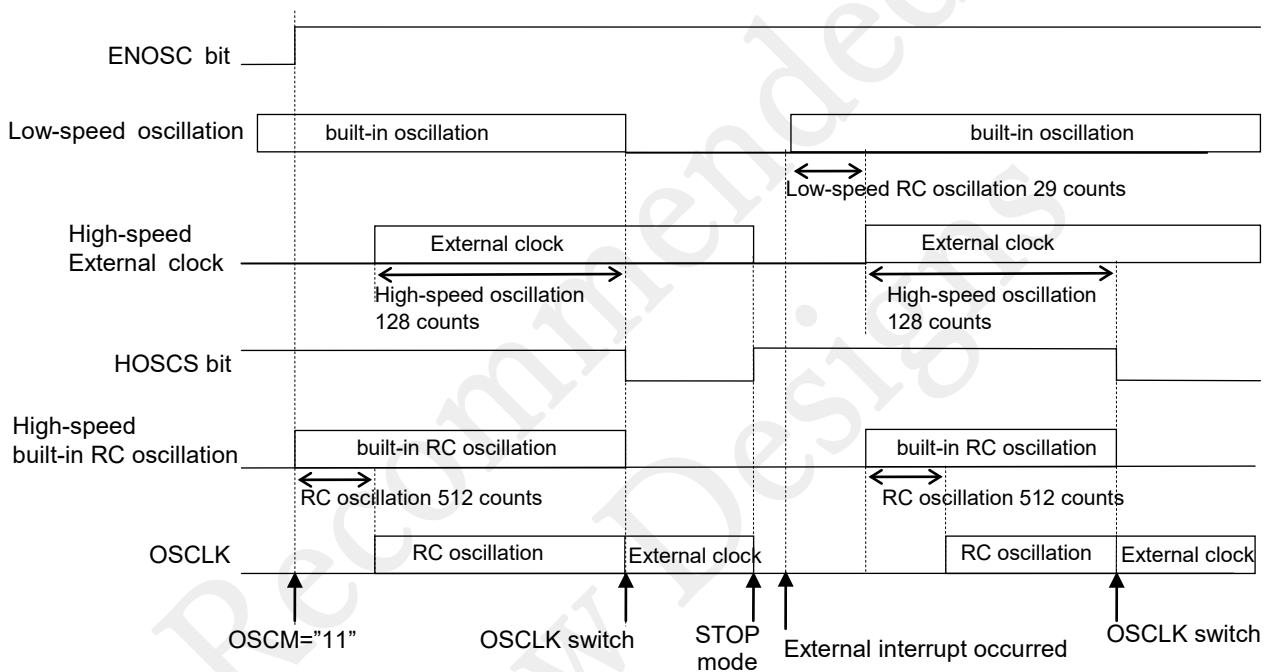 ENOSC bit
Low-speed oscillation
built-in oscillation
built-in oscillation
Low-speed RC oscillation 29 counts
High-speed
External clock
External clock
External clock
High-speed oscillation
128 counts
High-speed oscillation
128 counts
HOSCS bit
High-speed
built-in RC oscillation
built-in RC oscillation
built-in RC oscillation
RC oscillation 512 counts
RC oscillation 512 counts
OSCLK
RC oscillation
External clock
RC oscillation
External clock
OSCM=”11”
OSCLK switch
STOP
mode
External interrupt occurred
OSCLK switch
Recommended
Designs